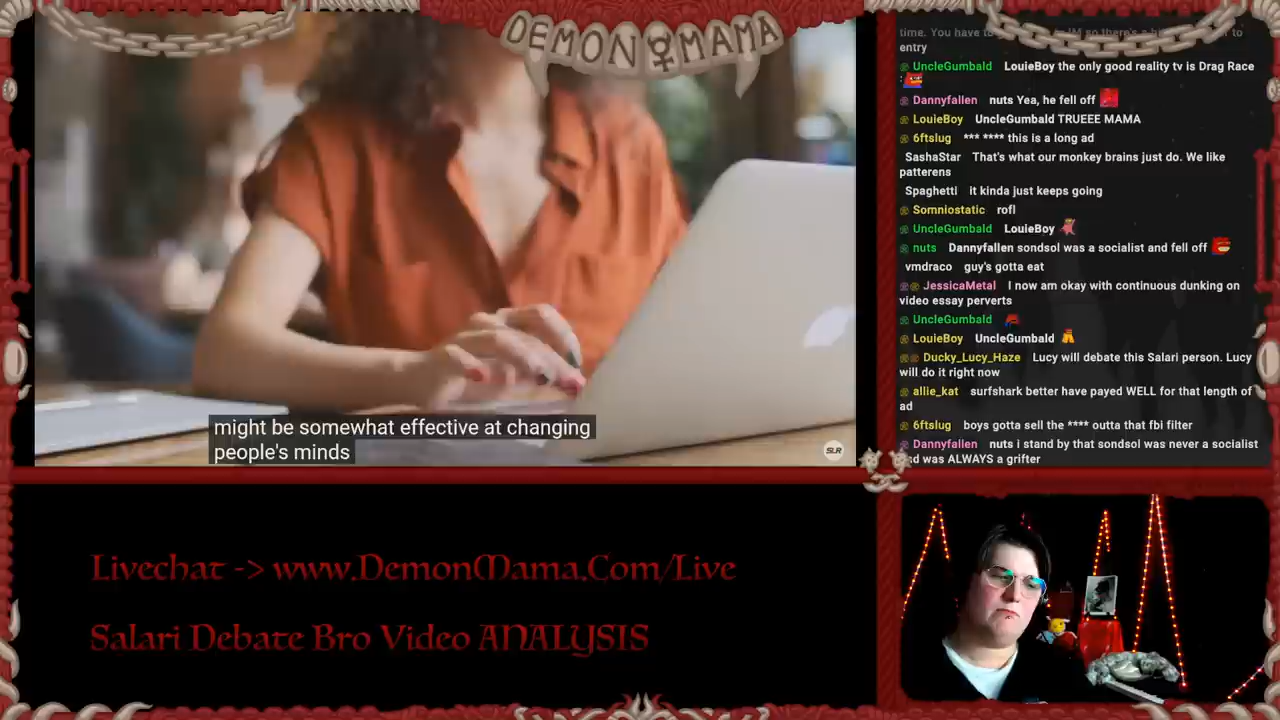 DEMON MAMA
might be somewhat effective at changing
people's minds
SLR
Livechat -> www.DemonMama.Com/Live
Salari Debate Bro Video ANALYSIS
time. You have to
entry
UncleGumbald LouieBoy the only good reality tv is Drag Race
:
Dannyfallen nuts Yea, he fell off
LouieBoy UncleGumbald TRUEEE MAMA
6ftslug *** **** this is a long ad
SashaStar That's what our monkey brains just do. We like
patterens
Spaghetti it kinda just keeps going
Somniostatic rofl
UncleGumbald LouieBoy
nuts Dannyfallen sondsol was a socialist and fell off
vmdraco guy's gotta eat
JessicaMetal I now am okay with continuous dunking on
video essay perverts
UncleGumbald
LouieBoy UncleGumbald
Ducky_Lucy_Haze Lucy will debate this Salari person. Lucy
will do it right now
allie_kat surfshark better have payed WELL for that length of
ad
6ftslug boys gotta sell the **** outta that fbi filter
Dannyfallen nuts i stand by that sondsol was never a socialist
was ALWAYS a grifter